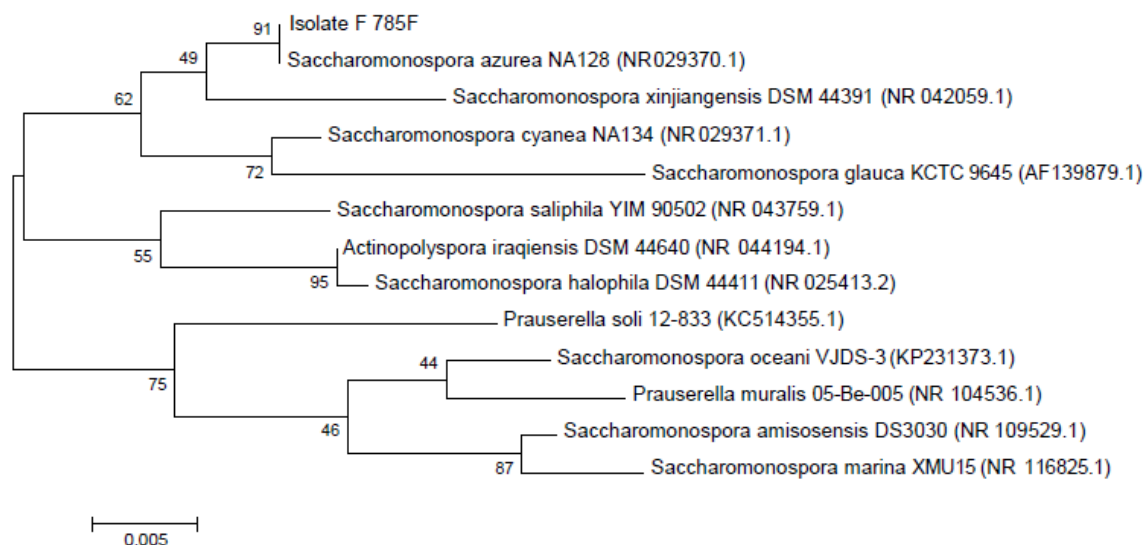 91
Isolate F 785F
49
Saccharomonospora azurea NA128 (NR029370.1)
62
Saccharomonospora xinjiangensis DSM 44391 (NR 042059.1)
Saccharomonospora cyanea NA134 (NR029371.1)
72
Saccharomonospora glauca KCTC 9645 (AF139879.1)
Saccharomonospora saliphila YIM 90502 (NR 043759.1)
55
Actinopolyspora iraqiensis DSM 44640 (NR 044194.1)
95
Saccharomonospora halophila DSM 44411 (NR 025413.2)
Prauserella soli 12-833 (KC514355.1)
44
Saccharomonospora oceani VJDS-3 (KP231373.1)
75
Prauserella muralis 05-Be-005 (NR 104536.1)
46
Saccharomonospora amisosensis DS3030 (NR 109529.1)
87
Saccharomonospora marina XMU15 (NR 116825.1)
0.005